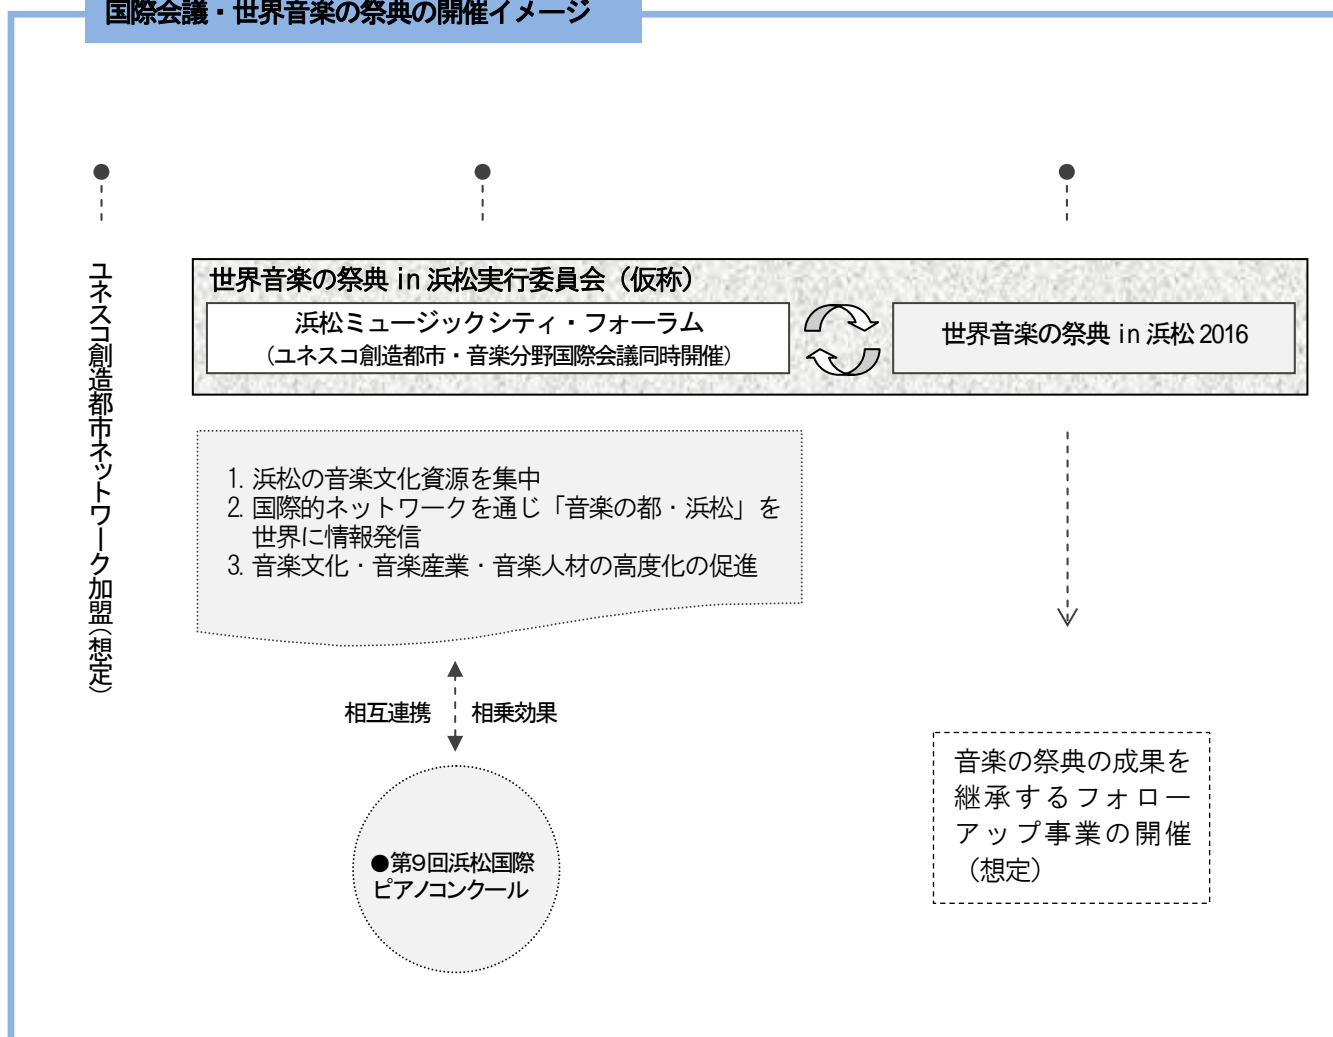 国際会議・世界音楽の祭典の開催イメージ
ユネスコ創造都市ネットワーク加盟（想定）
世界音楽の祭典 in 浜松実行委員会（仮称）
浜松ミュージックシティ・フォーラム
（ユネスコ創造都市・音楽分野国際会議同時開催）
世界音楽の祭典 in 浜松 2016
1. 浜松の音楽文化資源を集中
2. 国際的ネットワークを通じ「音楽の都・浜松」を
世界に情報発信
3. 音楽文化・音楽産業・音楽人材の高度化の促進
相互連携
相乗効果
●第9回浜松国際
ピアノコンクール
音楽の祭典の成果を
継承するフォロー
アップ事業の開催
（想定）